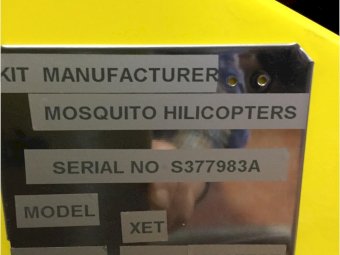 KIT MANUFACTURER
MOSQUITO HILICOPTERS
SERIAL NO S377983A
MODEL
XET